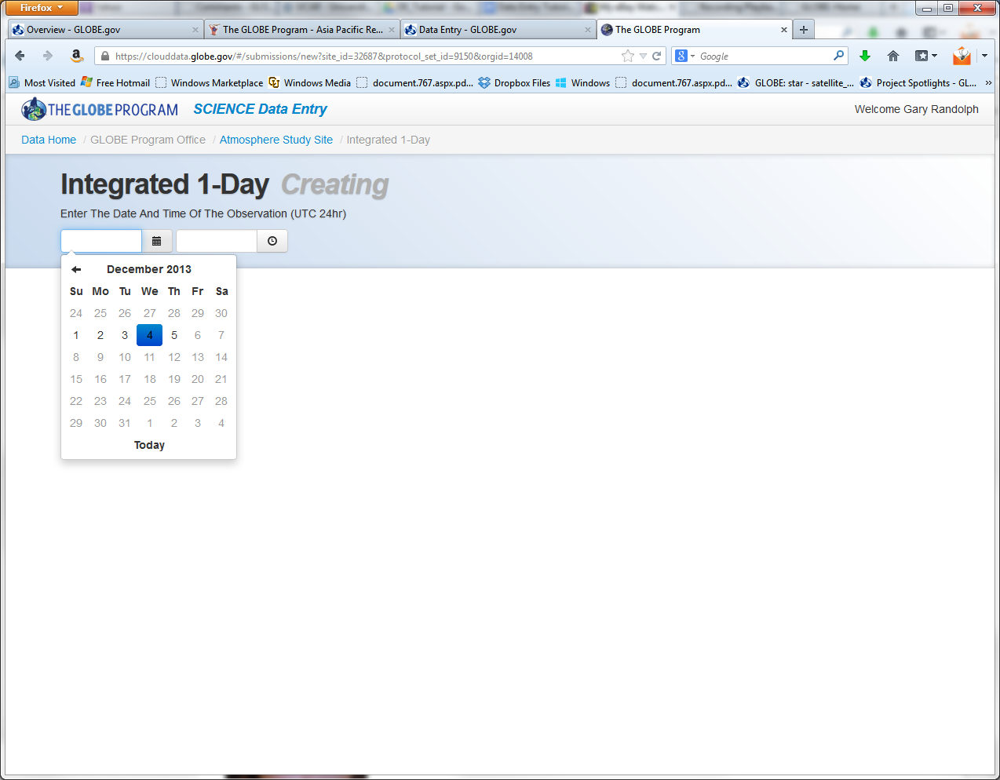 Firefox
Overview - GLOBE.gov
The GLOBE Program - Asia Pacific Re...
Data Entry - GLOBE.gov
The GLOBE Program
https://clouddata.globe.gov/#/submissions/new?site_id=32687&protocol_set_id=9150&orgid=14008
Google
Most Visited Free Hotmail Windows Marketplace Windows Media document.767.aspx.pd... Dropbox Files Windows document.767.aspx.pd... GLOBE: star - satellite_... Project Spotlights - GL... »
THE GLOBE PROGRAM SCIENCE Data Entry Welcome Gary Randolph
Data Home / GLOBE Program Office / Atmosphere Study Site / Integrated 1-Day
Integrated 1-Day Creating
Enter The Date And Time Of The Observation (UTC 24hr)
December 2013
Su Mo Tu We Th Fr Sa
24 25 26 27 28 29 30
1 2 3 4 5 6 7
8 9 10 11 12 13 14
15 16 17 18 19 20 21
22 23 24 25 26 27 28
29 30 31 1 2 3 4
Today